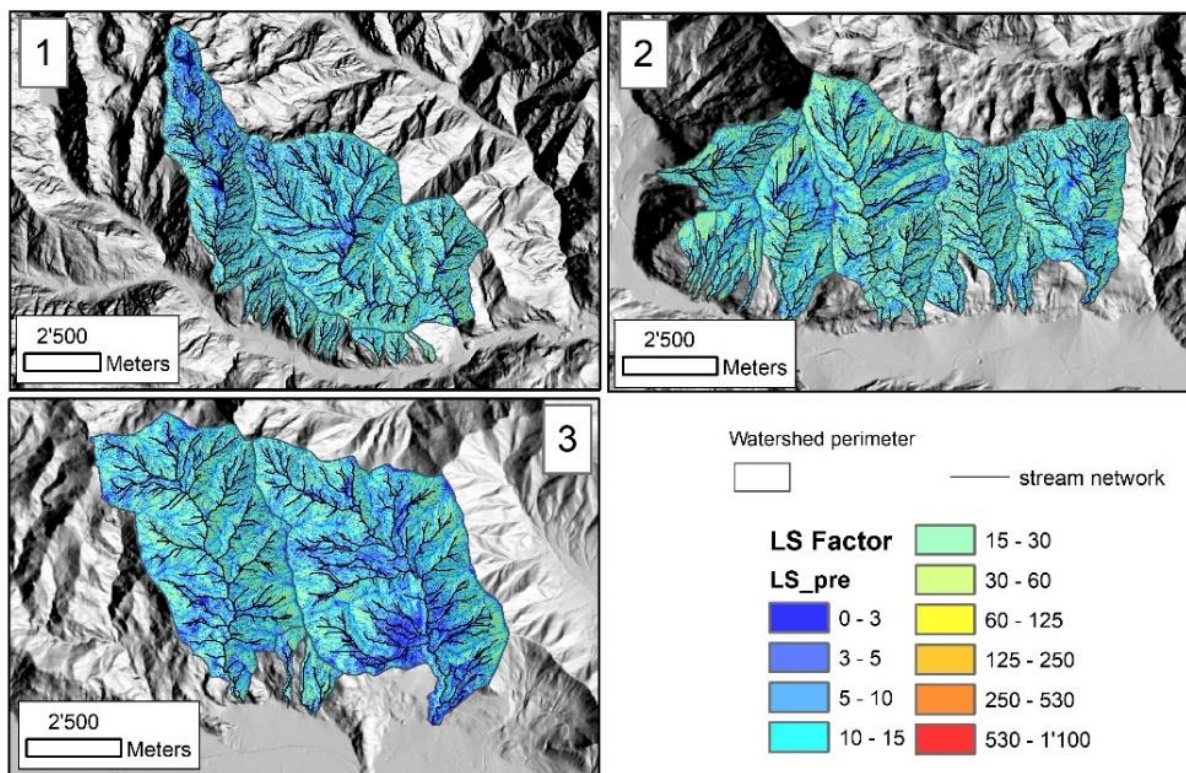 1
2'500
Meters
2
2'500
Meters
3
2'500
Meters
Watershed perimeter
stream network
LS Factor
LS_pre
0 - 3
3 - 5
5 - 10
10 - 15
15 - 30
30 - 60
60 - 125
125 - 250
250 - 530
530 - 1'100